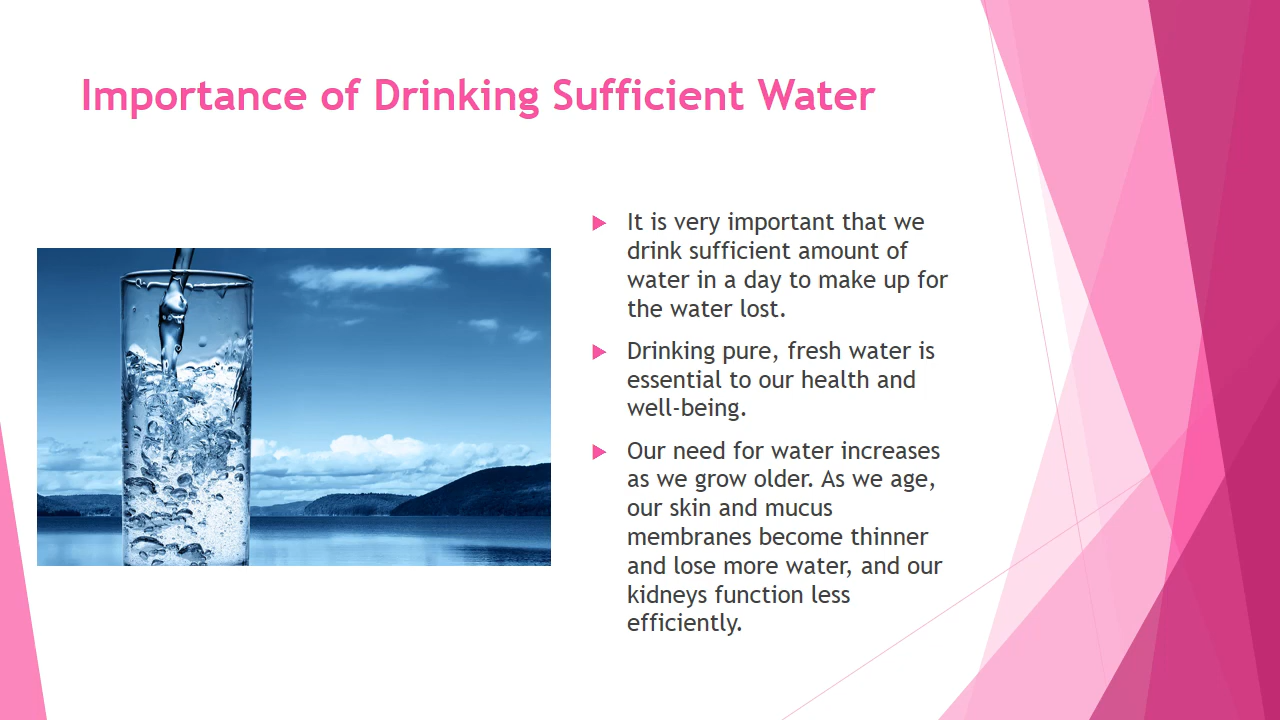 Importance of Drinking Sufficient Water
It is very important that we
drink sufficient amount of
water in a day to make up for
the water lost.
Drinking pure, fresh water is
essential to our health and
well-being.
Our need for water increases
as we grow older. As we age,
our skin and mucus
membranes become thinner
and lose more water, and our
kidneys function less
efficiently.